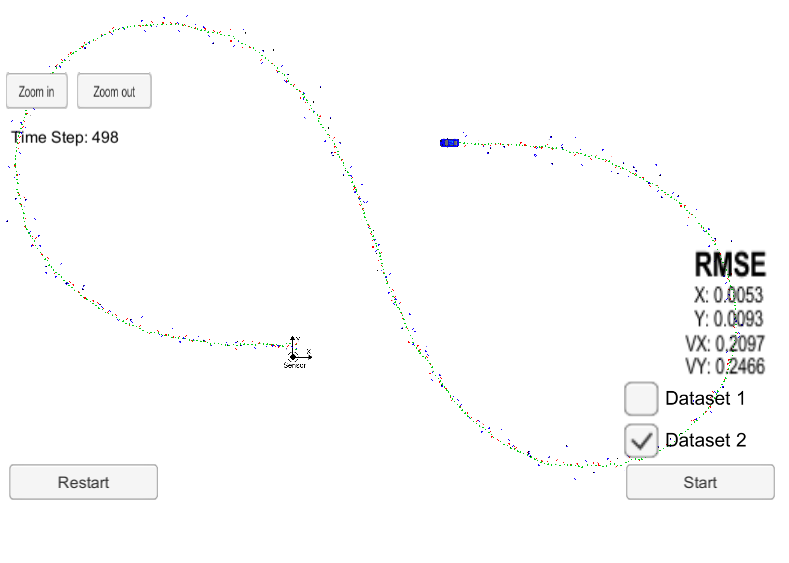 Zoom in
Zoom out
Time Step: 498
RMSE
X: 0.0053
Y: 0.0093
VX: 0.2097
VY: 0.2466
Y
X
Sensor
Dataset 1
Dataset 2
Restart
Start